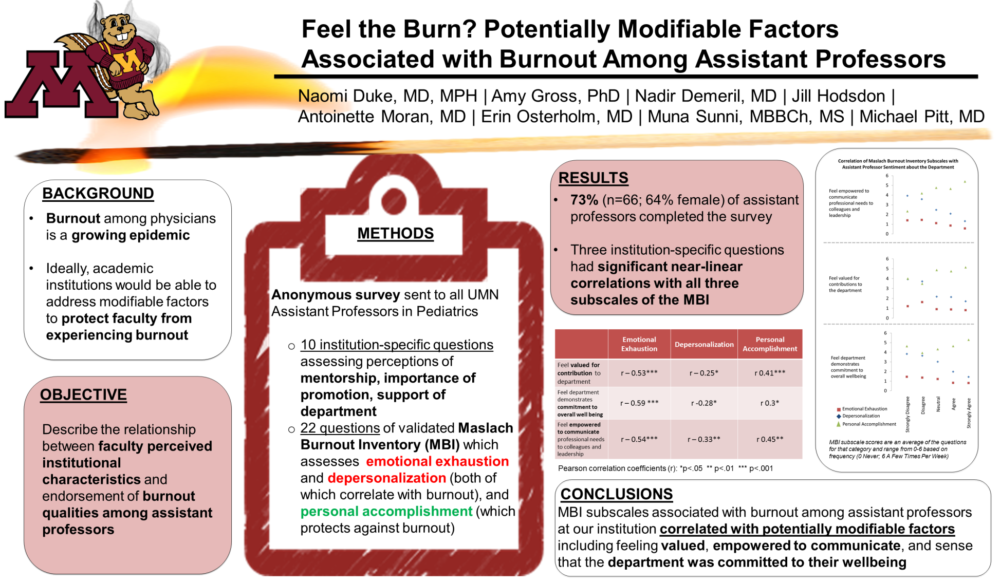 Feel the Burn? Potentially Modifiable Factors
Associated with Burnout Among Assistant Professors
Naomi Duke, MD, MPH | Amy Gross, PhD | Nadir Demeril, MD | Jill Hodsdon |
Antoinette Moran, MD | Erin Osterholm, MD | Muna Sunni, MBBCh, MS | Michael Pitt, MD
M
TM
BACKGROUND
• Burnout among physicians
is a growing epidemic
• Ideally, academic
institutions would be able to
address modifiable factors
to protect faculty from
experiencing burnout
OBJECTIVE
Describe the relationship
between faculty perceived
institutional
characteristics and
endorsement of burnout
qualities among assistant
professors
METHODS
Anonymous survey sent to all UMN
Assistant Professors in Pediatrics
o 10 institution-specific questions
assessing perceptions of
mentorship, importance of
promotion, support of
department
o 22 questions of validated Maslach
Burnout Inventory (MBI) which
assesses emotional exhaustion
and depersonalization (both of
which correlate with burnout), and
personal accomplishment (which
protects against burnout)
RESULTS
• 73% (n=66; 64% female) of assistant
professors completed the survey
• Three institution-specific questions
had significant near-linear
correlations with all three
subscales of the MBI
Emotional
Exhaustion
Depersonalization
Personal
Accomplishment
Feel valued for
contribution to
department
r – 0.53***
r – 0.25*
r 0.41***
Feel department
demonstrates
commitment to
overall well being
r – 0.59 ***
r -0.28*
r 0.3*
Feel empowered
to communicate
professional needs
to colleagues and
leadership
r – 0.54***
r – 0.33**
r 0.45**
Pearson correlation coefficients (r): *p<.05 ** p<.01 *** p<.001
Correlation of Maslach Burnout Inventory Subscales with
Assistant Professor Sentiment about the Department
Feel empowered to
communicate
professional needs to
colleagues and
leadership
6
5
4
3
2
1
0
Feel valued for
contributions to
the department
6
5
4
3
2
1
0
Feel department
demonstrates
commitment to
overall wellbeing
6
5
4
3
2
1
0
Strongly Disagree
Disagree
Neutral
Agree
Strongly Agree
Emotional Exhaustion
Depersonalization
Personal Accomplishment
MBI subscale scores are an average of the questions
for that category and range from 0-6 based on
frequency (0 Never; 6 A Few Times Per Week)
CONCLUSIONS
MBI subscales associated with burnout among assistant professors
at our institution correlated with potentially modifiable factors
including feeling valued, empowered to communicate, and sense
that the department was committed to their wellbeing